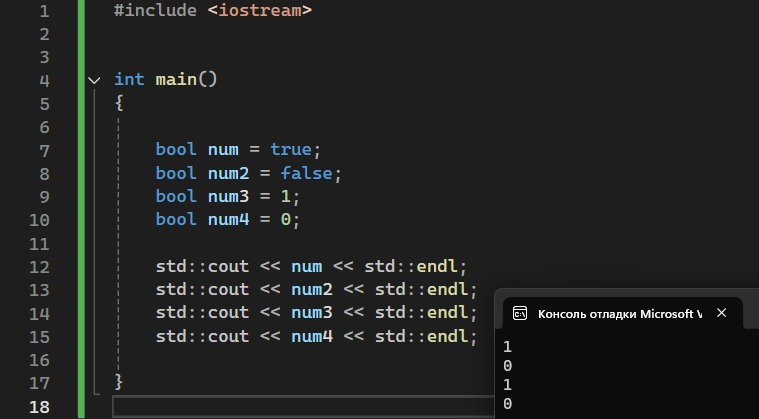 1 #include <iostream>
2
3
4 int main()
5 {
6
7 bool num = true;
8 bool num2 = false;
9 bool num3 = 1;
10 bool num4 = 0;
11
12 std::cout << num << std::endl;
13 std::cout << num2 << std::endl;
14 std::cout << num3 << std::endl;
15 std::cout << num4 << std::endl;
16
17 }
18
Консоль отладки Microsoft V
1
0
1
0